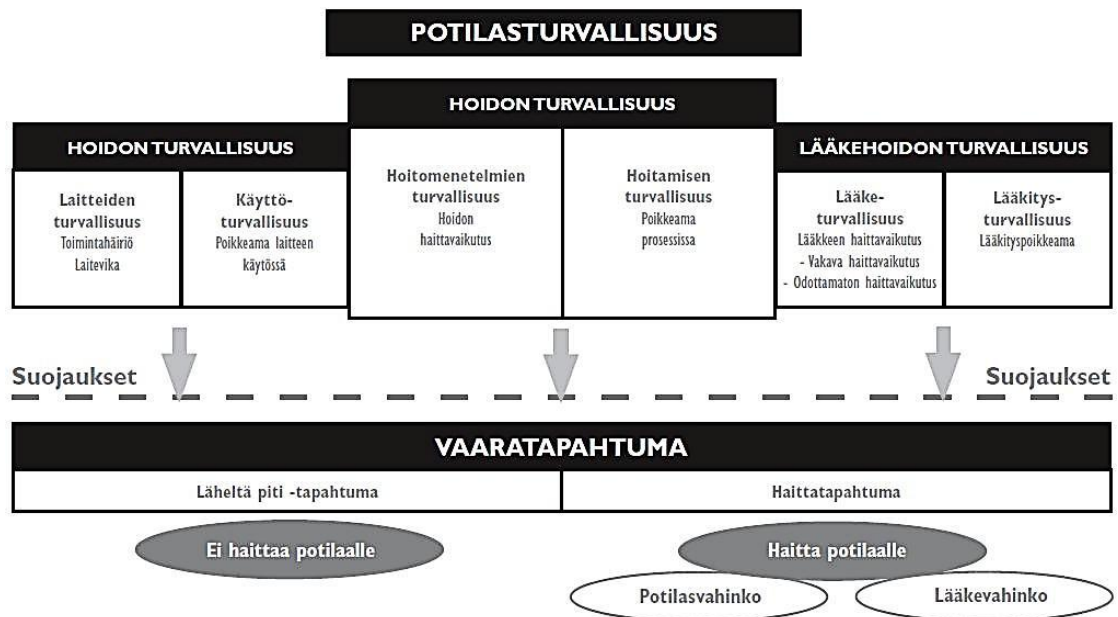 POTILASTURVALLISUUS
HOIDON TURVALLISUUS
HOIDON TURVALLISUUS
LÄÄKEHOIDON TURVALLISUUS
Laitteiden
turvallisuus
Toimintahäiriö
Laitevika
Käyttö-
turvallisuus
Poikkeama laitteen
käytössä
Hoitomenetelmien
turvallisuus
Hoidon
haittavaikutus
Hoitamisen
turvallisuus
Poikkeama
prosessissa
Lääke-
turvallisuus
Lääkkeen haittavaikutus
- Vakava haittavaikutus
- Odottamaton haittavaikutus
Lääkitys-
turvallisuus
Lääkityspoikkeama
Suojaukset
Suojaukset
VAARATAPAHTUMA
Läheltä piti -tapahtuma
Haittatapahtuma
Ei haittaa potilaalle
Haitta potilaalle
Potilasvahinko
Lääkevahinko